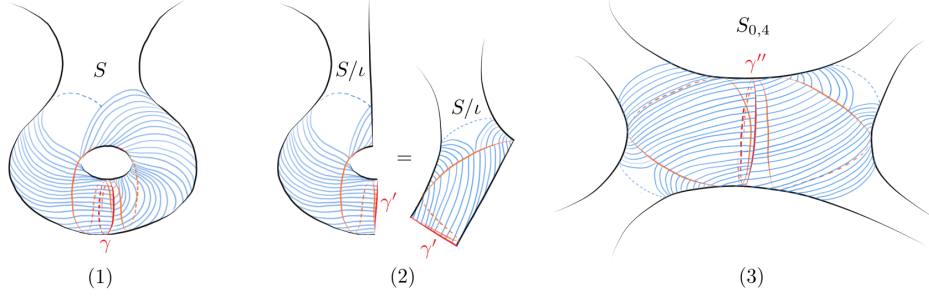 S
γ
(1)
S/ι
γ′
=
S/ι
γ′
(2)
S₀,₄
γ″
(3)